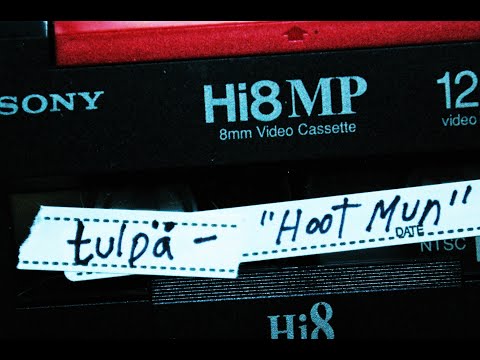 SONY
Hi8 MP
8mm Video Cassette
12
video
tulpä - "Hoot Mun"
DATE
NTSC
Hi8